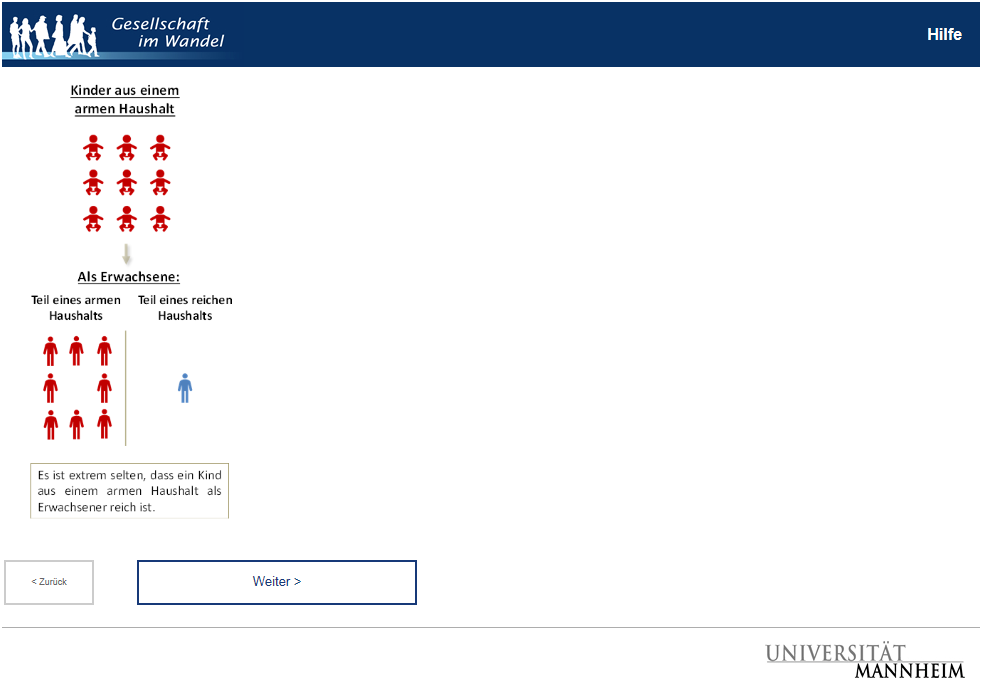 Gesellschaft
im Wandel
Hilfe
Kinder aus einem
armen Haushalt
Als Erwachsene:
Teil eines armen
Haushalts
Teil eines reichen
Haushalts
Es ist extrem selten, dass ein Kind
aus einem armen Haushalt als
Erwachsener reich ist.
< Zurück
Weiter >
UNIVERSITÄT
MANNHEIM